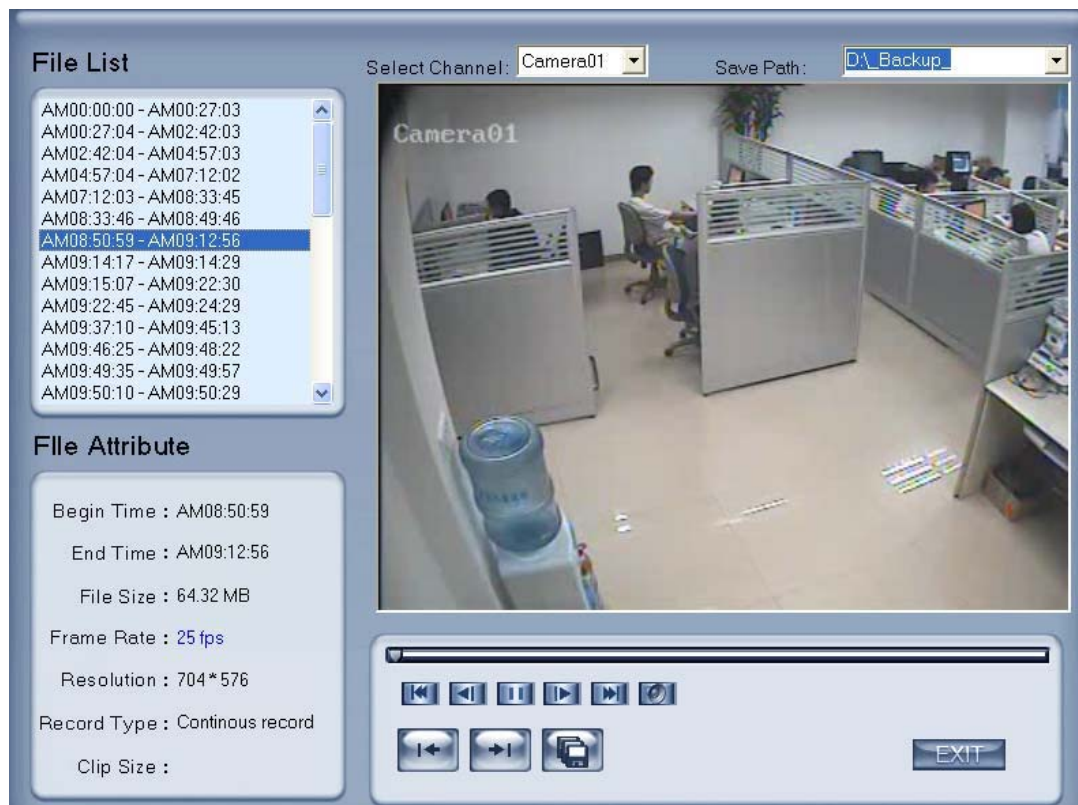 File List
Select Channel: Camera01
Save Path: D:\_Backup_
AM00:00:00 - AM00:27:03
AM00:27:04 - AM02:42:03
AM02:42:04 - AM04:57:03
AM04:57:04 - AM07:12:02
AM07:12:03 - AM08:33:45
AM08:33:46 - AM08:49:46
AM08:50:59 - AM09:12:56
AM09:14:17 - AM09:14:29
AM09:15:07 - AM09:22:30
AM09:22:45 - AM09:24:29
AM09:37:10 - AM09:45:13
AM09:46:25 - AM09:48:22
AM09:49:35 - AM09:49:57
AM09:50:10 - AM09:50:29
Camera01
FIle Attribute
Begin Time : AM08:50:59
End Time : AM09:12:56
File Size : 64.32 MB
Frame Rate : 25 fps
Resolution : 704*576
Record Type : Continous record
Clip Size :
EXIT